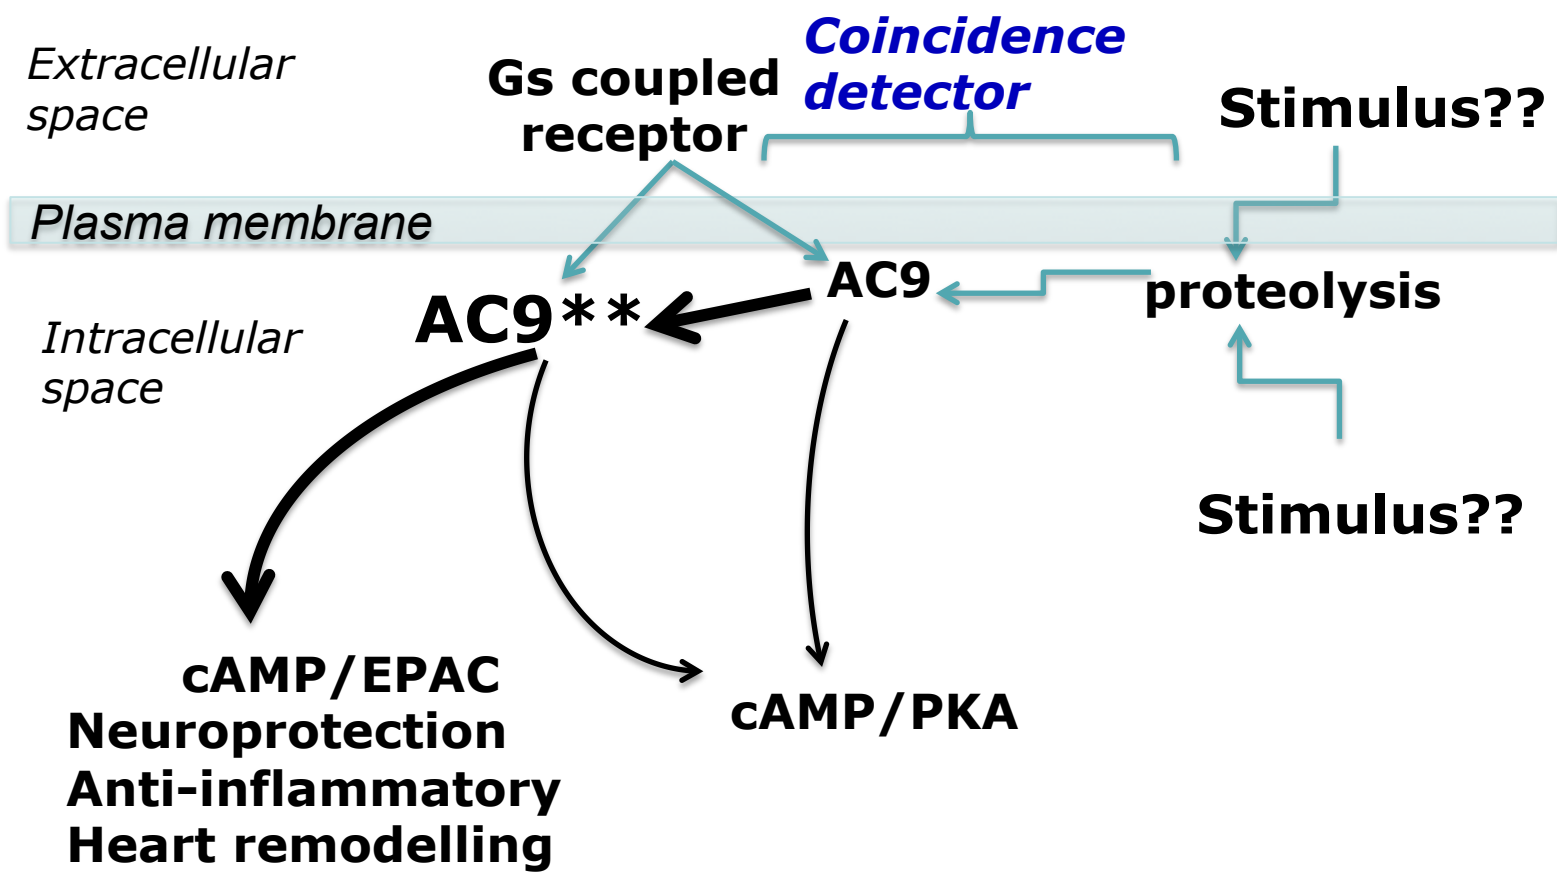 Extracellular
space
Gs coupled
receptor
Coincidence
detector
Stimulus??
Plasma membrane
AC9**
AC9
proteolysis
Intracellular
space
Stimulus??
cAMP/EPAC
Neuroprotection
Anti-inflammatory
Heart remodelling
cAMP/PKA